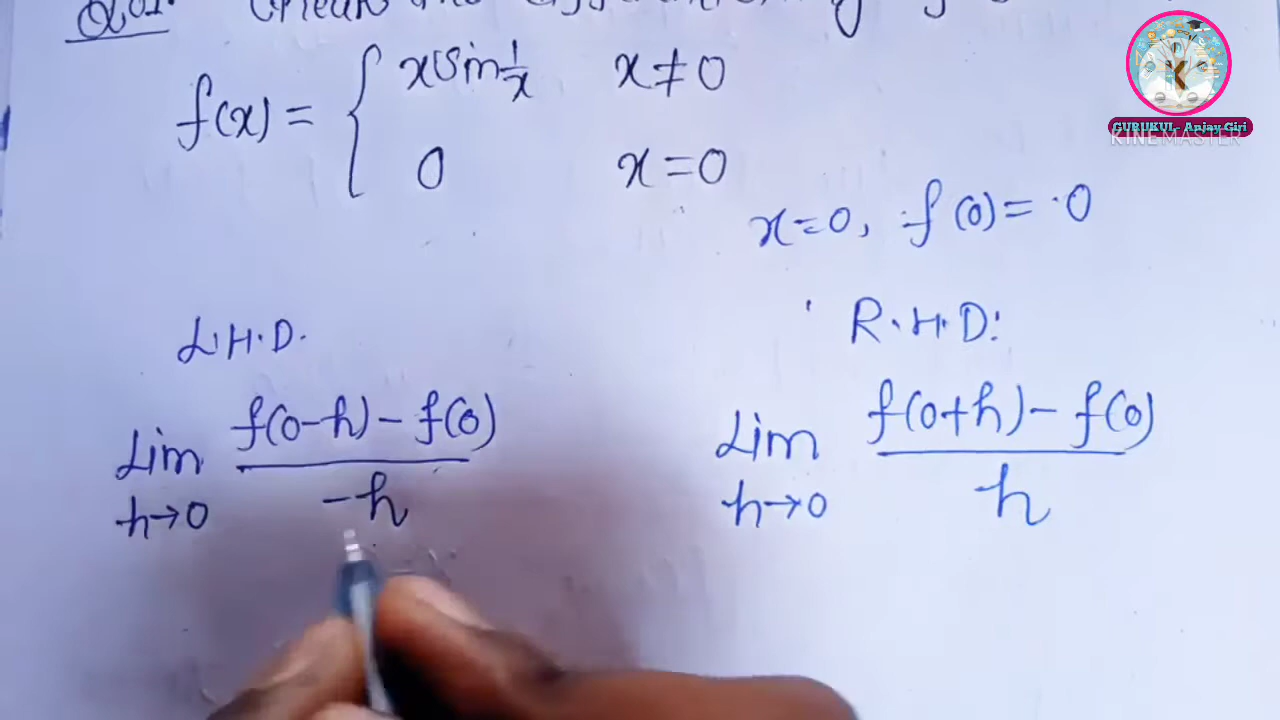 Q.01.
f(x) = { x sin 1/x x ≠ 0
0 x = 0
x = 0, f(0) = 0
L.H.D.
Lim h→0 f(0-h) - f(0) / -h
R.H.D:
Lim h→0 f(0+h) - f(0) / h
GURUKUL - Anjay Giri
KINEMASTER